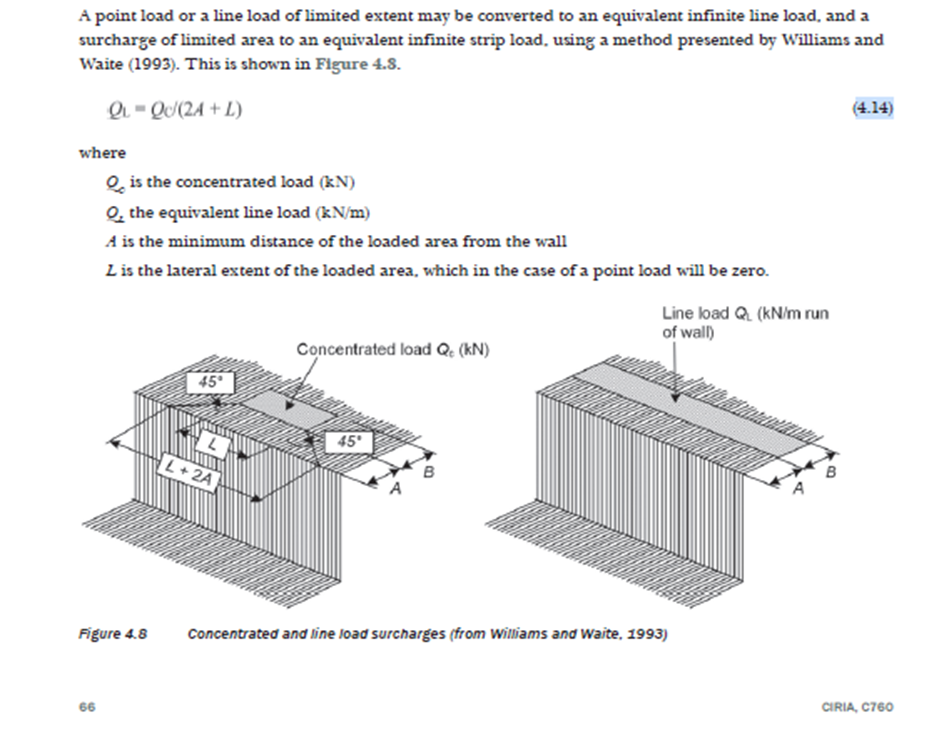 A point load or a line load of limited extent may be converted to an equivalent infinite line load, and a
surcharge of limited area to an equivalent infinite strip load, using a method presented by Williams and
Waite (1993). This is shown in Figure 4.8.
QL = Qc/(2A + L)
(4.14)
where
Qc is the concentrated load (kN)
QL the equivalent line load (kN/m)
A is the minimum distance of the loaded area from the wall
L is the lateral extent of the loaded area, which in the case of a point load will be zero.
Line load QL (kN/m run
of wall)
Concentrated load Qc (kN)
45°
45°
L
L + 2A
A
B
A
B
Figure 4.8 Concentrated and line load surcharges (from Williams and Waite, 1993)
66
CIRIA, C760